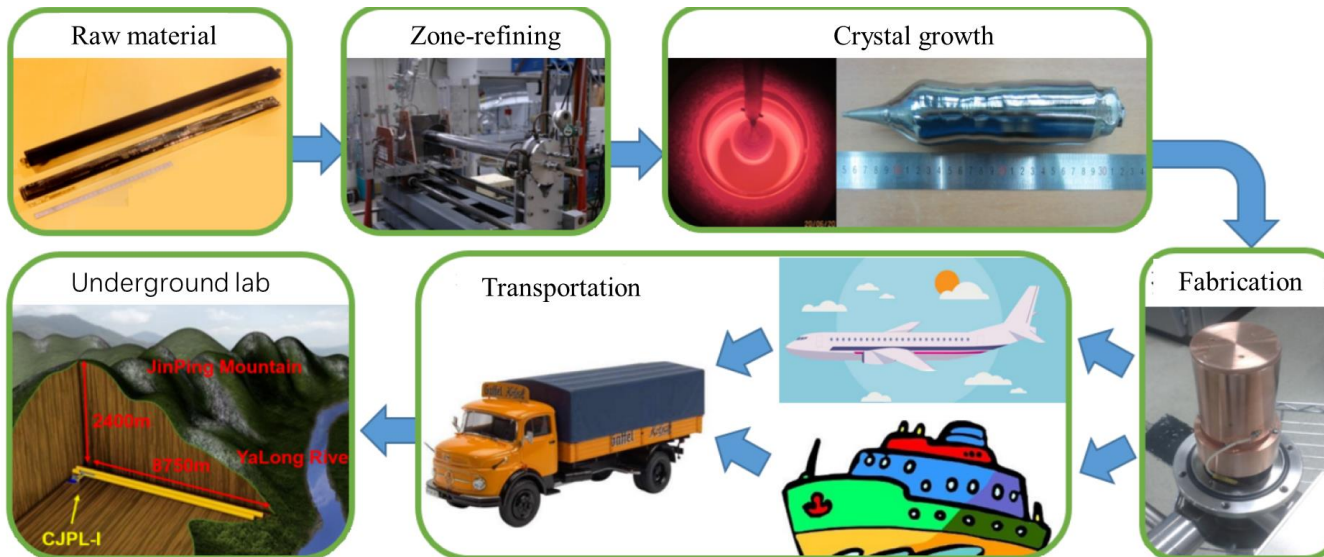 Raw material
Zone-refining
Crystal growth
Fabrication
Transportation
Underground lab
JinPing Mountain
2400m
YaLong Rive
8750m
CJPL-I